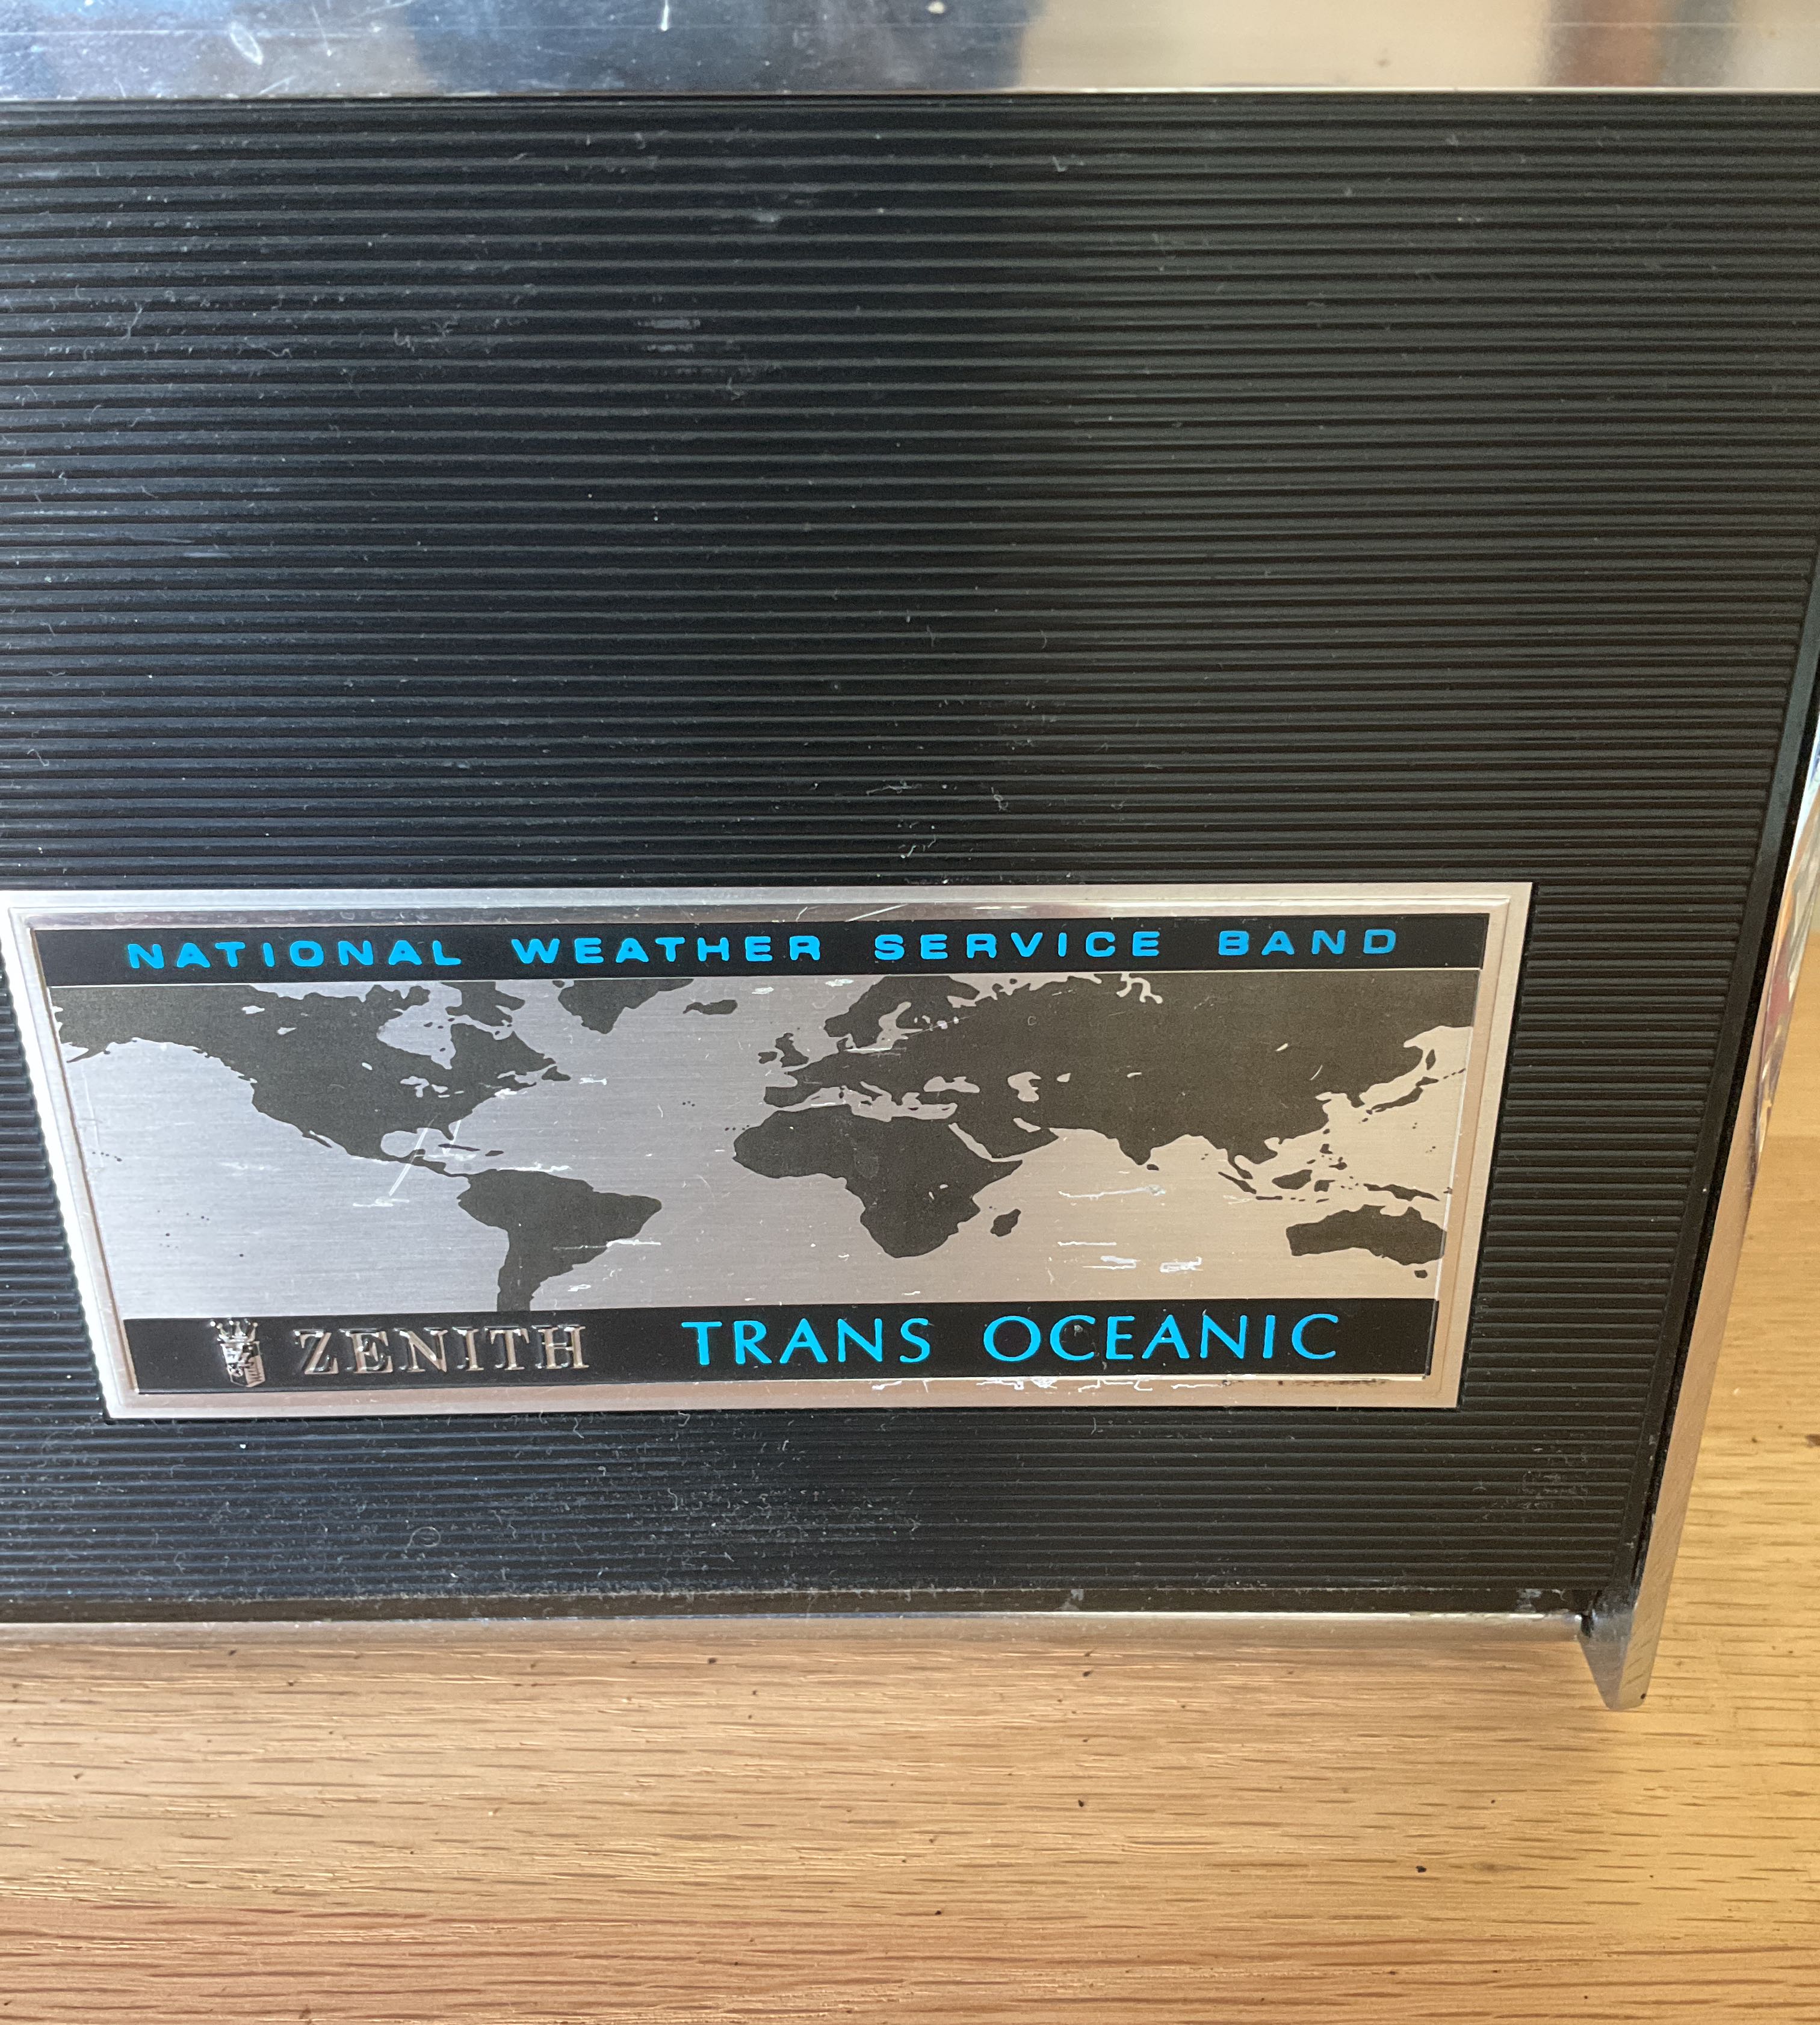 NATIONAL WEATHER SERVICE BAND
ZENITH TRANS OCEANIC